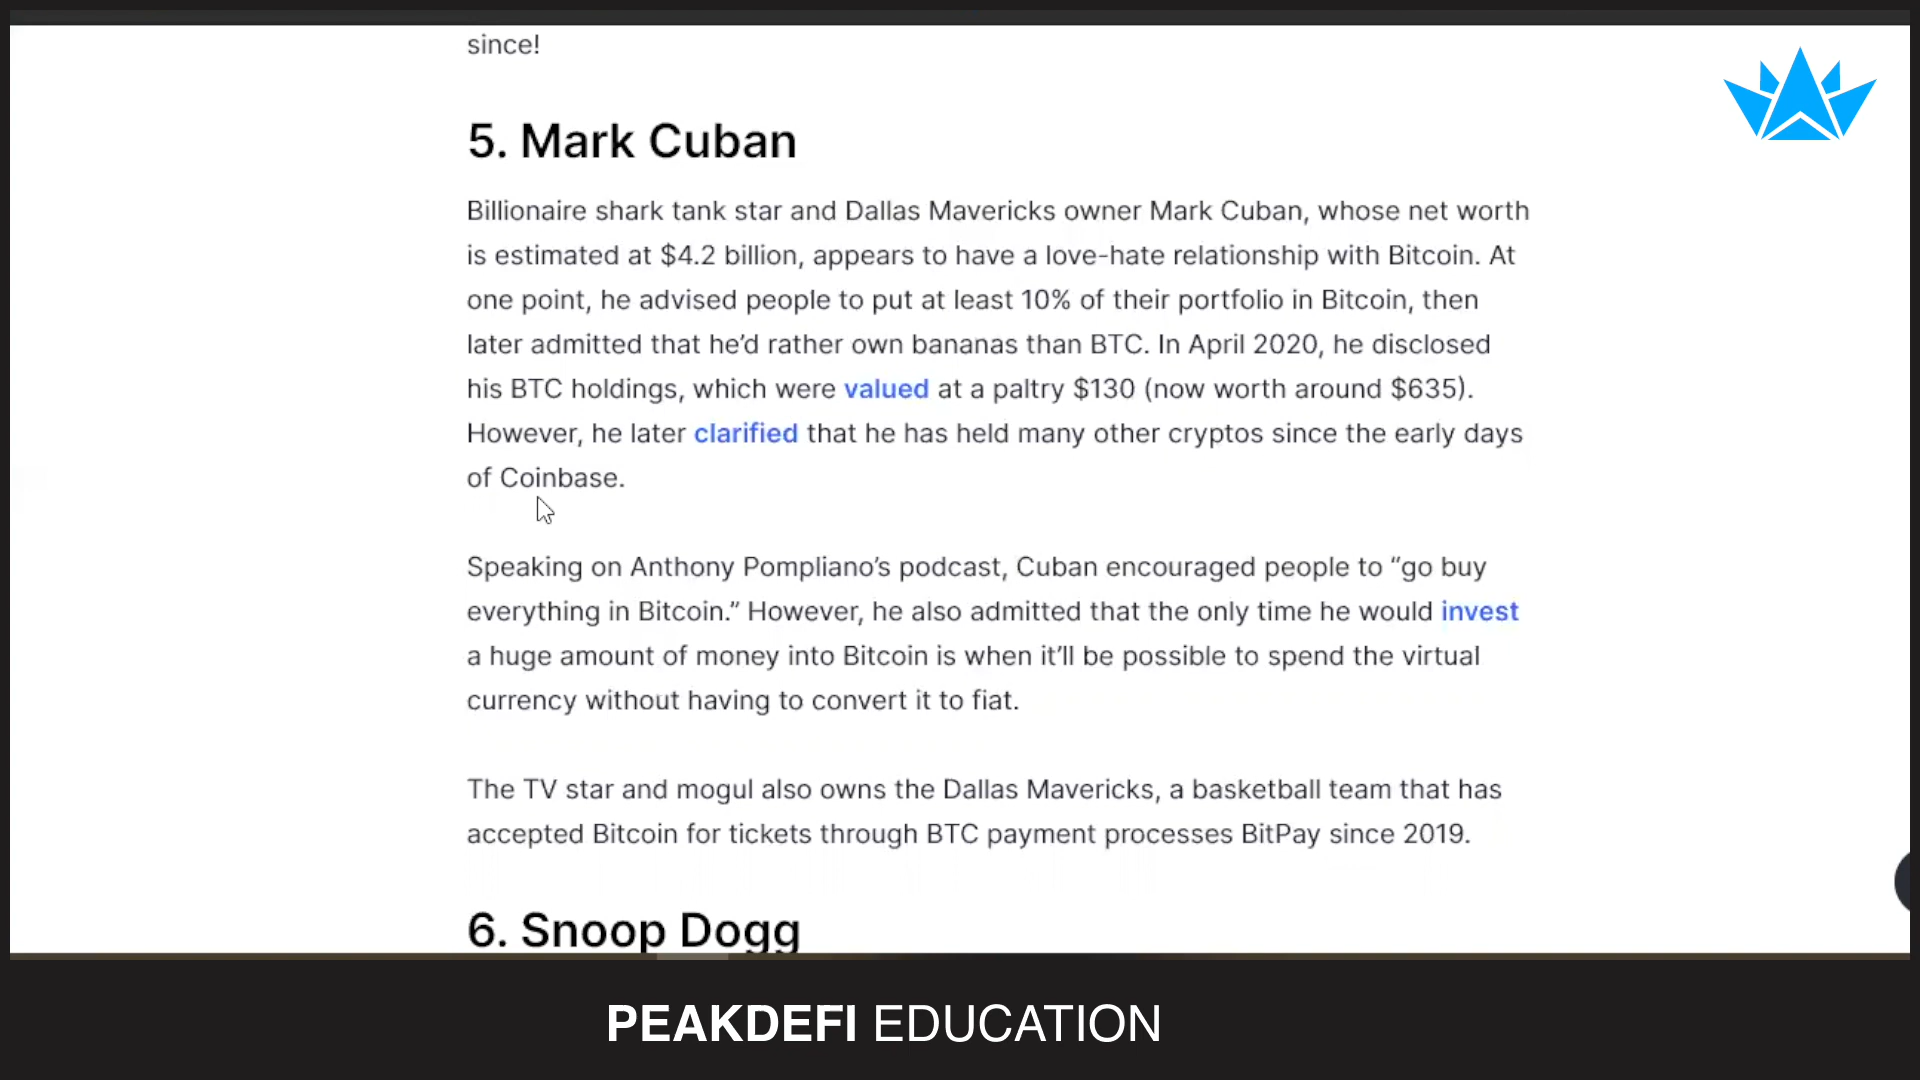 since!
5. Mark Cuban
Billionaire shark tank star and Dallas Mavericks owner Mark Cuban, whose net worth
is estimated at $4.2 billion, appears to have a love-hate relationship with Bitcoin. At
one point, he advised people to put at least 10% of their portfolio in Bitcoin, then
later admitted that he’d rather own bananas than BTC. In April 2020, he disclosed
his BTC holdings, which were valued at a paltry $130 (now worth around $635).
However, he later clarified that he has held many other cryptos since the early days
of Coinbase.
Speaking on Anthony Pompliano’s podcast, Cuban encouraged people to “go buy
everything in Bitcoin.” However, he also admitted that the only time he would invest
a huge amount of money into Bitcoin is when it’ll be possible to spend the virtual
currency without having to convert it to fiat.
The TV star and mogul also owns the Dallas Mavericks, a basketball team that has
accepted Bitcoin for tickets through BTC payment processes BitPay since 2019.
6. Snoop Dogg
PEAKDEFI EDUCATION